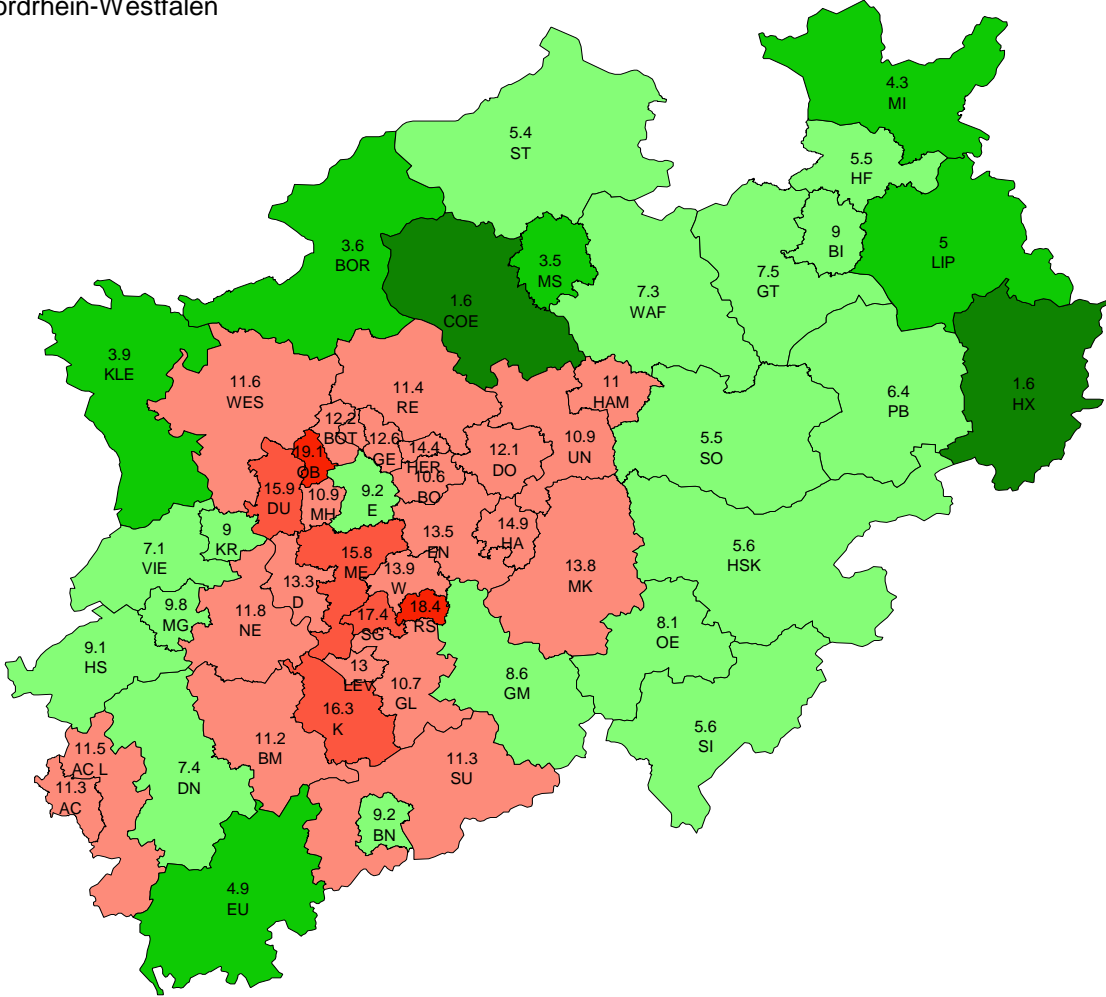 ordrhein-Westfalen
4.3
MI
5.4
ST
5.5
HF
9
BI
5
LIP
3.6
BOR
3.5
MS
7.5
GT
7.3
WAF
1.6
COE
3.9
KLE
11.6
WES
11.4
RE
11
HAM
6.4
PB
1.6
HX
12.2
BOT
12.6
GE
14.4
HER
12.1
DO
10.9
UN
5.5
SO
19.1
OB
10.6
BO
15.9
DU
10.9
MH
9.2
E
9
KR
7.1
VIE
13.5
EN
14.9
HA
13.8
MK
5.6
HSK
15.8
ME
13.9
W
13.3
D
9.8
MG
11.8
NE
17.4
SG
18.4
RS
8.1
OE
9.1
HS
13
LEV
10.7
GL
8.6
GM
16.3
K
5.6
SI
11.2
BM
11.3
SU
11.5
AC L
11.3
AC
7.4
DN
9.2
BN
4.9
EU